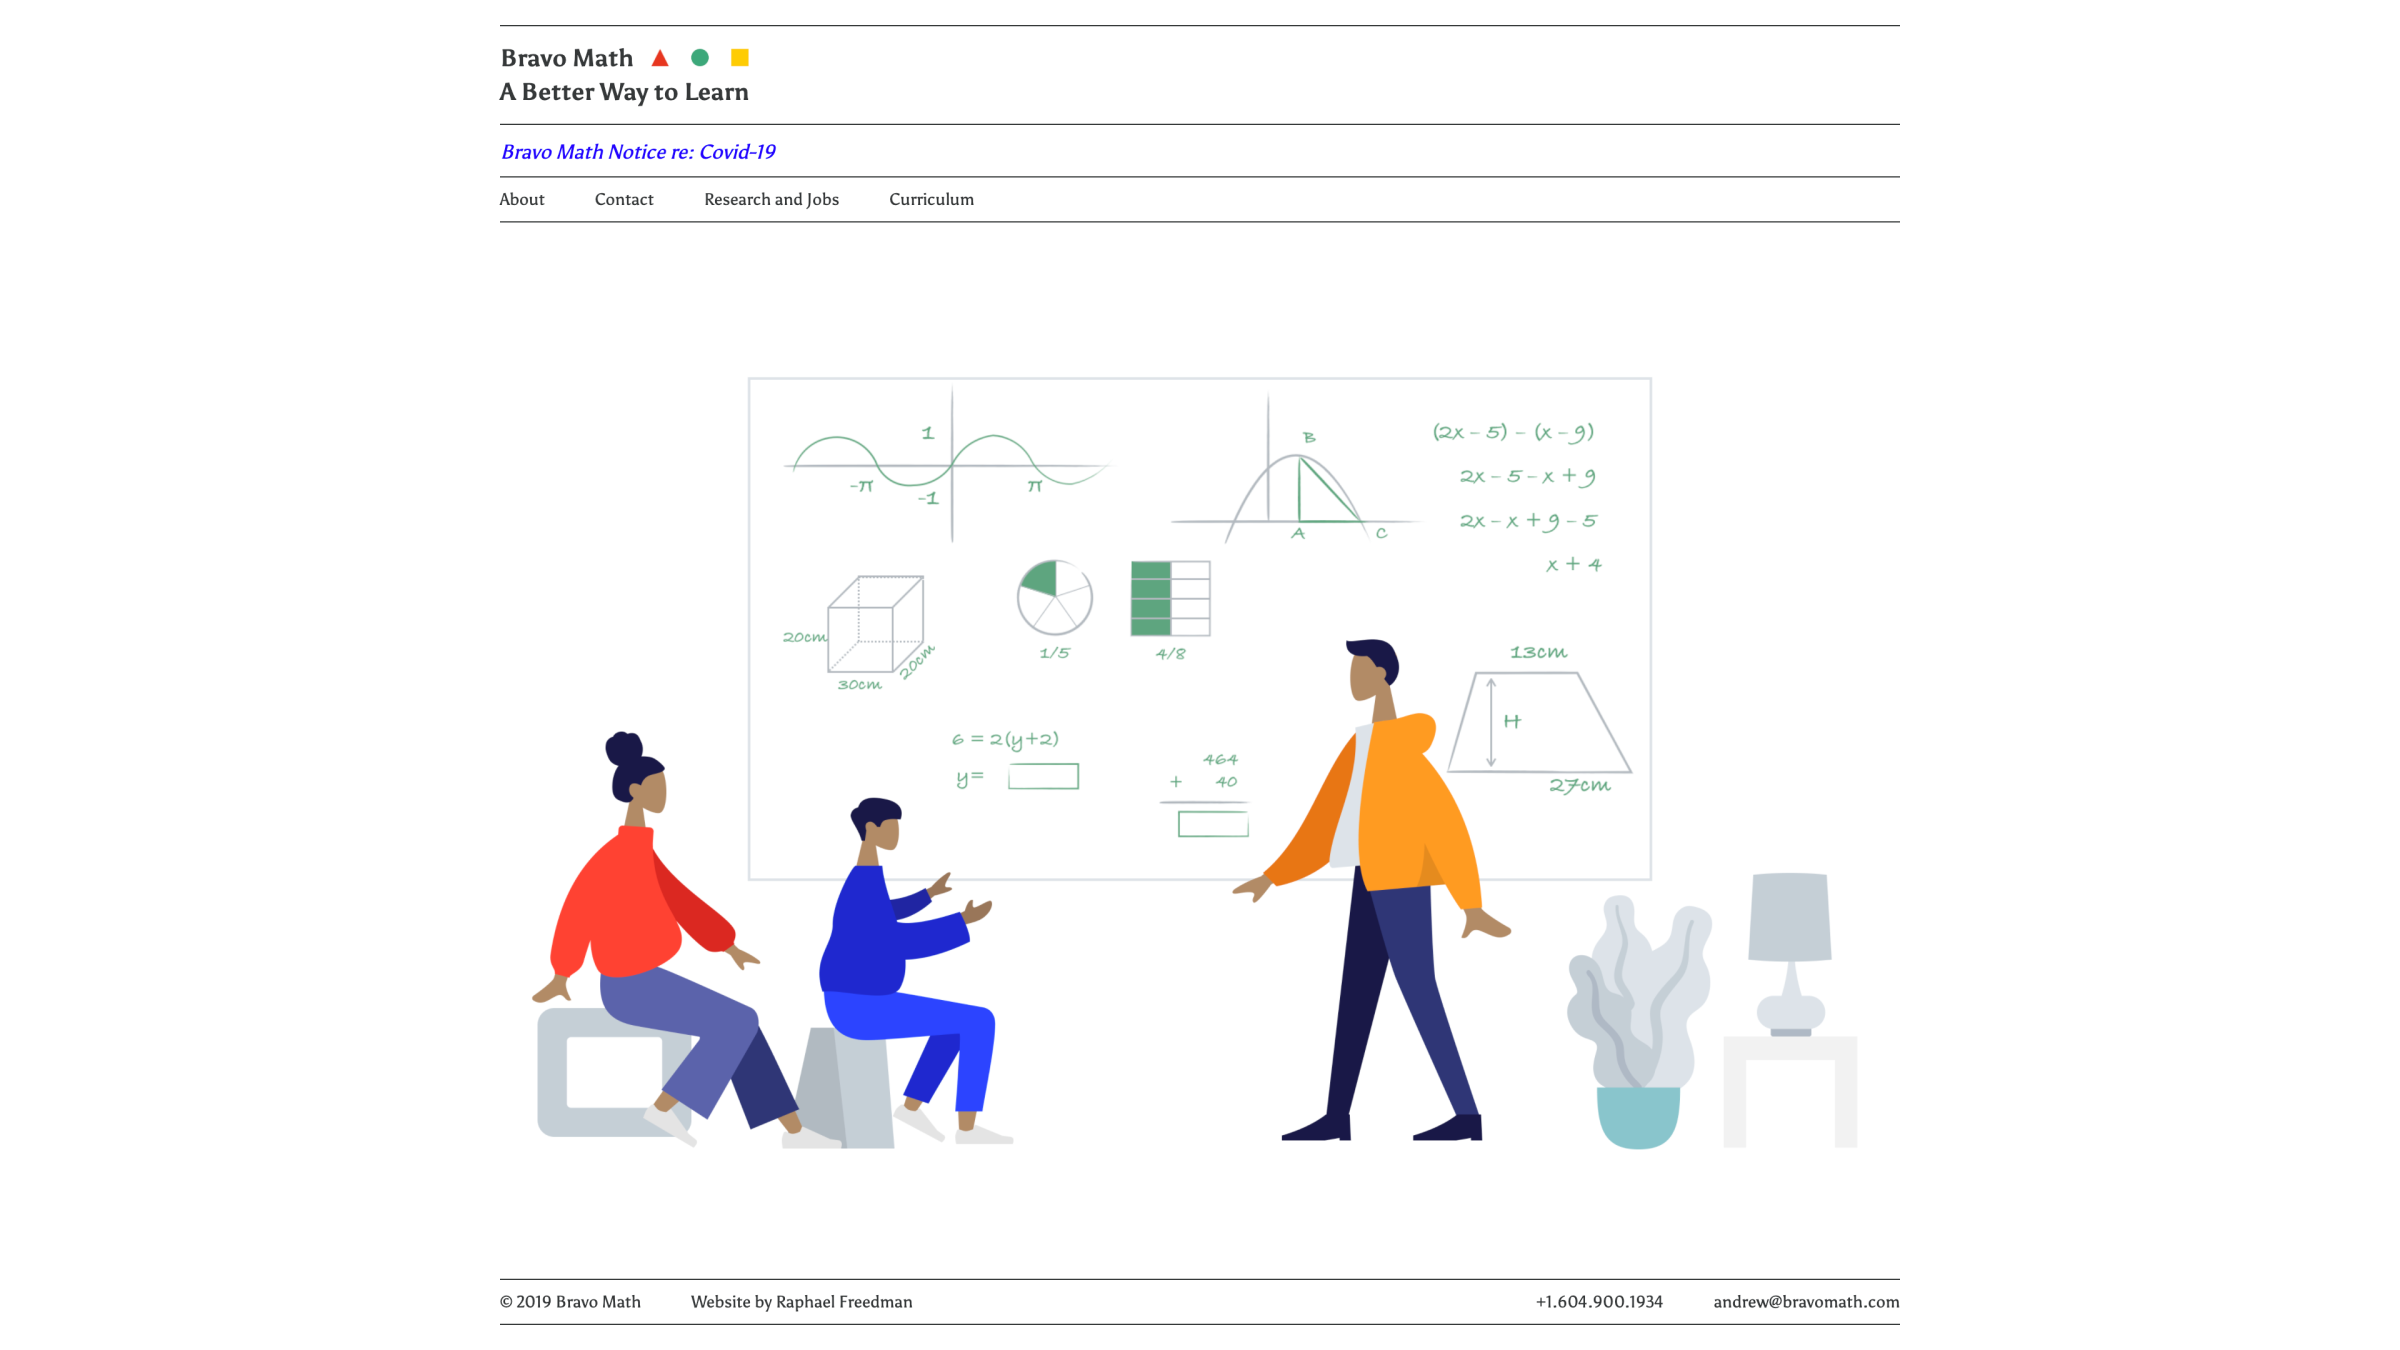 Bravo Math
A Better Way to Learn
Bravo Math Notice re: Covid-19
About Contact Research and Jobs Curriculum
1
-π
-1
π
B
A
C
(2x - 5) - (x - 9)
2x - 5 - x + 9
2x - x + 9 - 5
x + 4
20cm
20cm
30cm
1/5
4/8
13cm
H
27cm
6 = 2(y+2)
y=
464
+ 40
© 2019 Bravo Math Website by Raphael Freedman +1.604.900.1934 andrew@bravomath.com